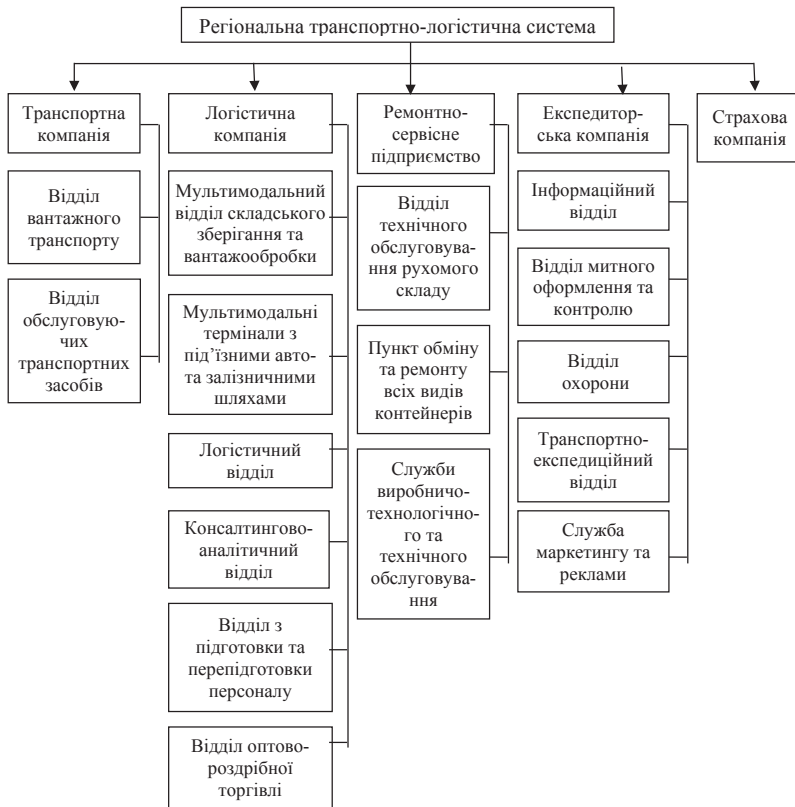 Регіональна транспортно-логістична система
Транспортна
компанія
Відділ
вантажного
транспорту
Відділ
обслуговую-
чих
транспортних
засобів
Логістична
компанія
Мультимодальний
відділ складського
зберігання та
вантажообробки
Мультимодальні
термінали з
під’їзними авто-
та залізничними
шляхами
Логістичний
відділ
Консалтингово-
аналітичний
відділ
Відділ з
підготовки та
перепідготовки
персоналу
Відділ оптово-
роздрібної
торгівлі
Ремонтно-
сервісне
підприємство
Відділ
технічного
обслуговува-
ння рухомого
складу
Пункт обміну
та ремонту
всіх видів
контейнерів
Служби
виробничо-
технологічно-
го та
технічного
обслуговува-
ння
Експедитор-
ська компанія
Інформаційний
відділ
Відділ митного
оформлення та
контролю
Відділ
охорони
Транспортно-
експедиційний
відділ
Служба
маркетингу та
реклами
Страхова
компанія